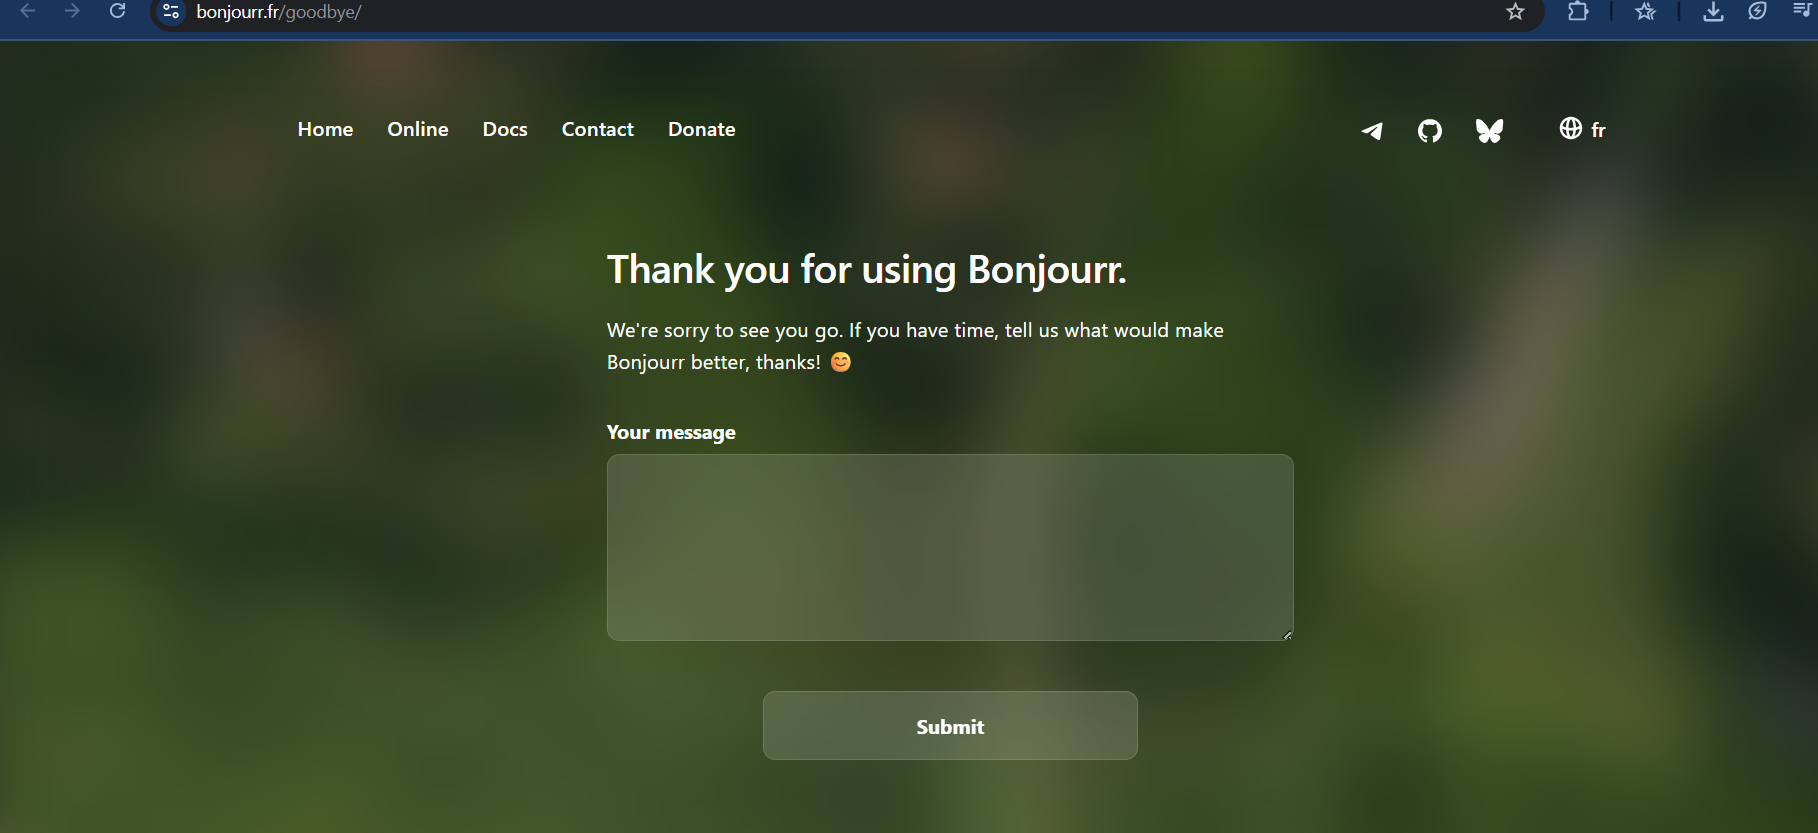 bonjourr.fr/goodbye/
Home Online Docs Contact Donate fr
Thank you for using Bonjourr.
We're sorry to see you go. If you have time, tell us what would make
Bonjourr better, thanks! 😊
Your message
Submit